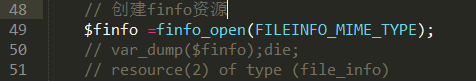 48 // 创建finfo资源
49 $finfo =finfo_open(FILEINFO_MIME_TYPE);
50 // var_dump($finfo);die;
51 // resource(2) of type (file_info)